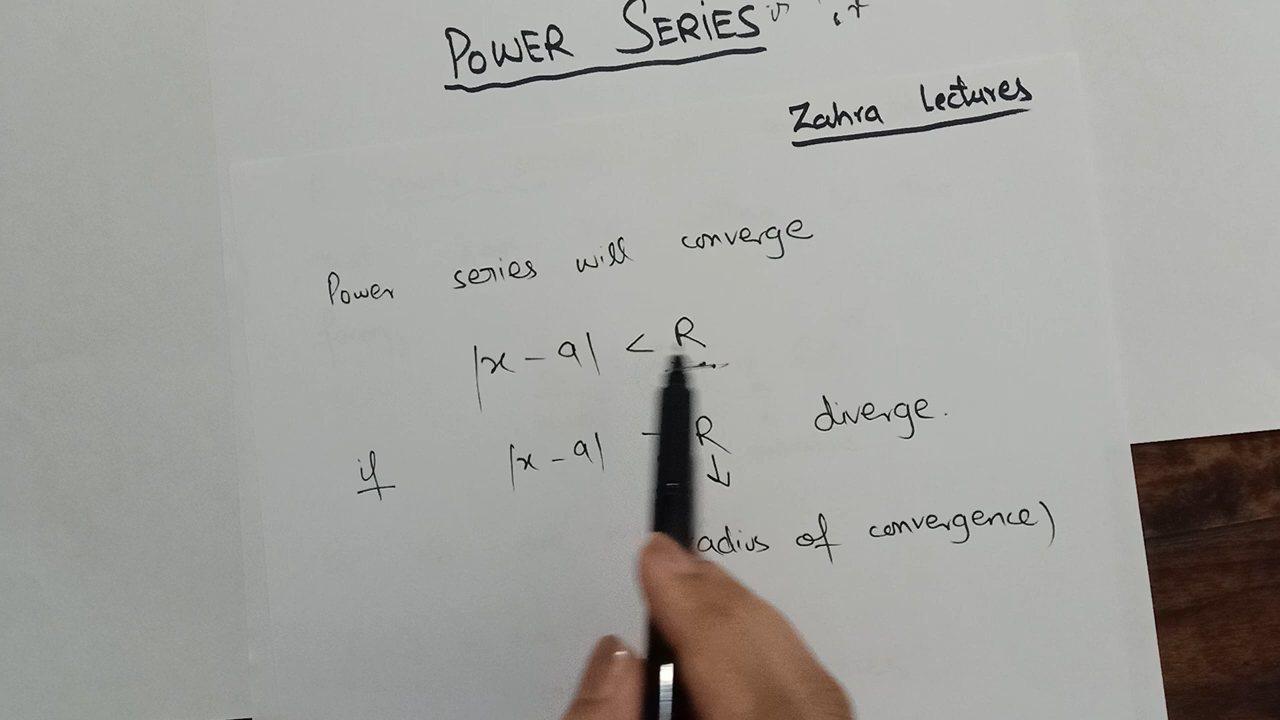 POWER SERIES
Zahra Lectures
Power series will converge
|x - a| < R
if |x - a| R diverge.
↓
adius of convergence)